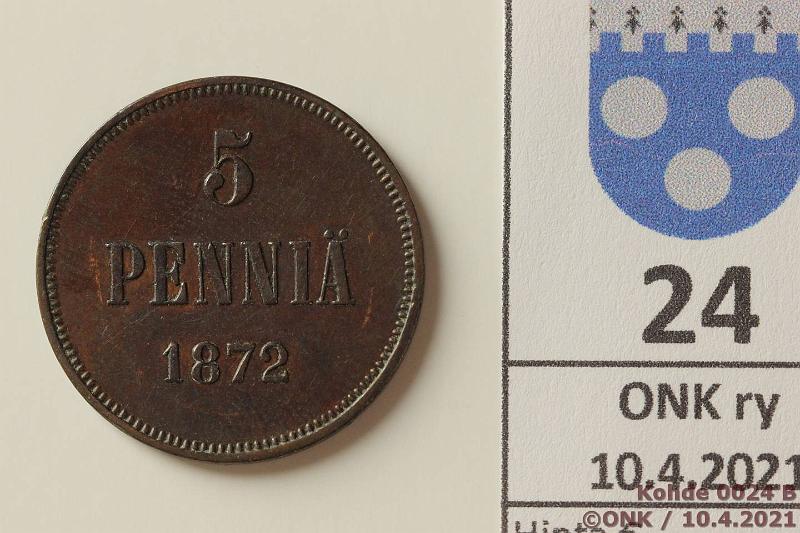 5
PENNIÄ
1872
24
ONK ry
10.4.2021
Kohde 0024 B
©ONK / 10.4.2021